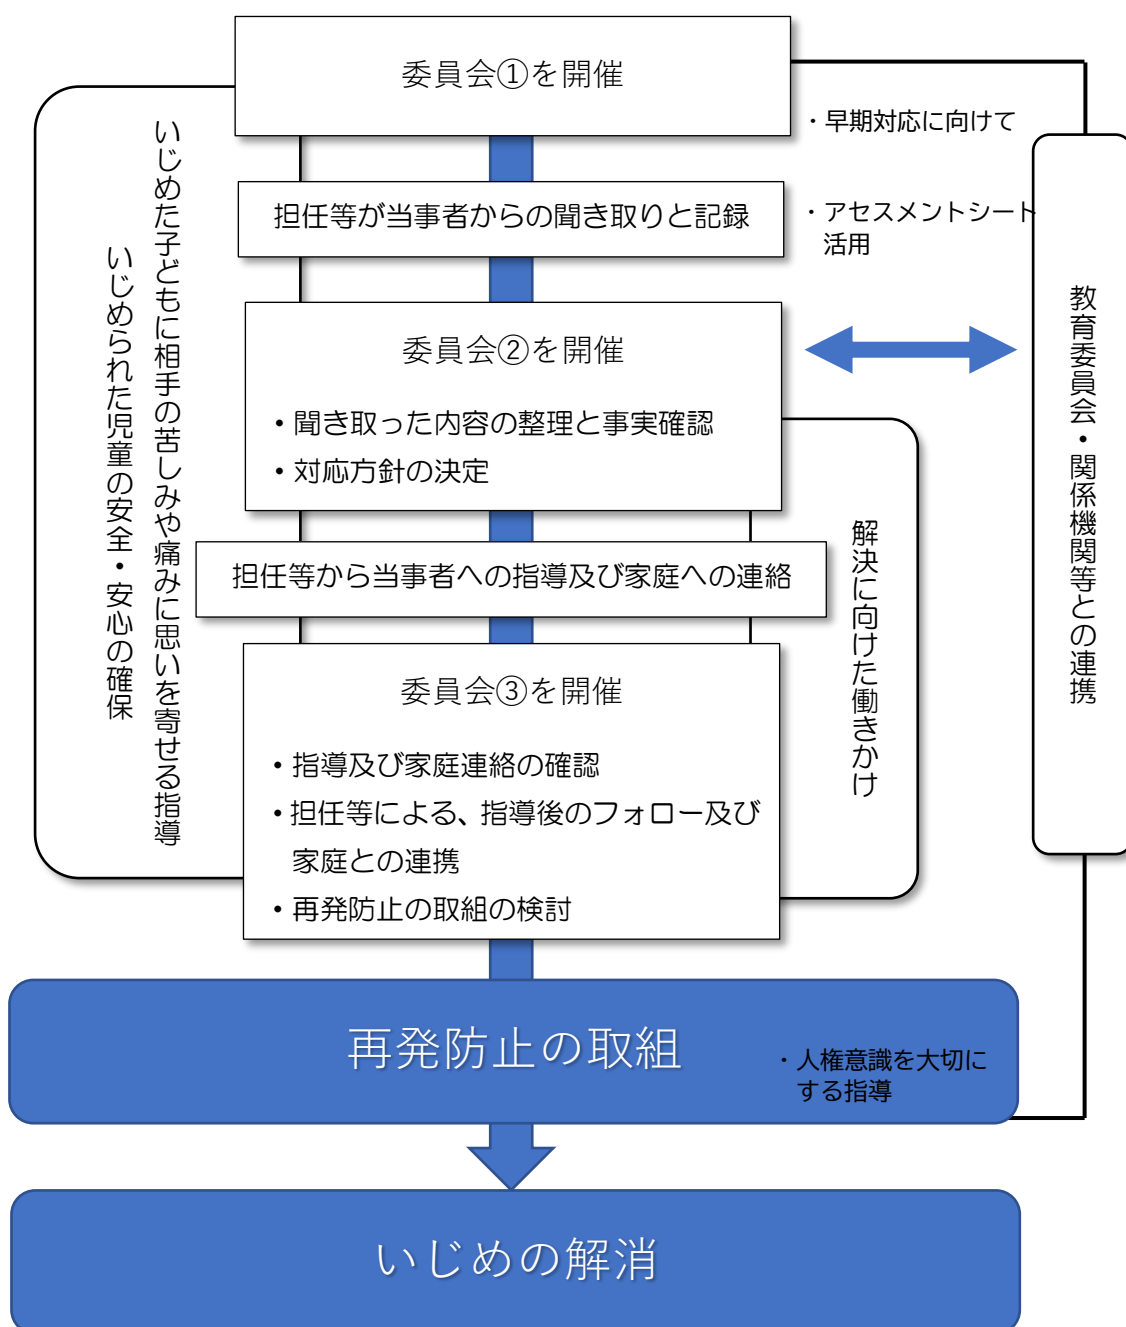 委員会①を開催
・早期対応に向けて
担任等が当事者からの聞き取りと記録
・アセスメントシート
活用
いじめた子どもに相手の苦しみや痛みに思いを寄せる指導
いじめられた児童の安全・安心の確保
委員会②を開催
・聞き取った内容の整理と事実確認
・対応方針の決定
教育委員会・関係機関等との連携
担任等から当事者への指導及び家庭への連絡
解決に向けた働きかけ
委員会③を開催
・指導及び家庭連絡の確認
・担任等による、指導後のフォロー及び
家庭との連携
・再発防止の取組の検討
再発防止の取組
・人権意識を大切に
する指導
いじめの解消